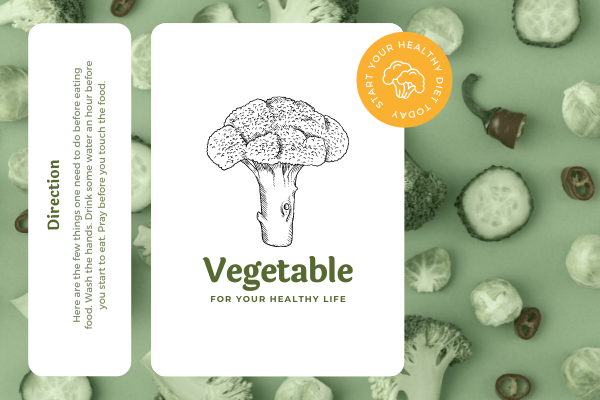 Direction
Here are the few things one need to do before eating
food. Wash the hands. Drink some water an hour before
you start to eat. Pray before you touch the food.
START YOUR HEALTHY DIET TODAY
Vegetable
FOR YOUR HEALTHY LIFE